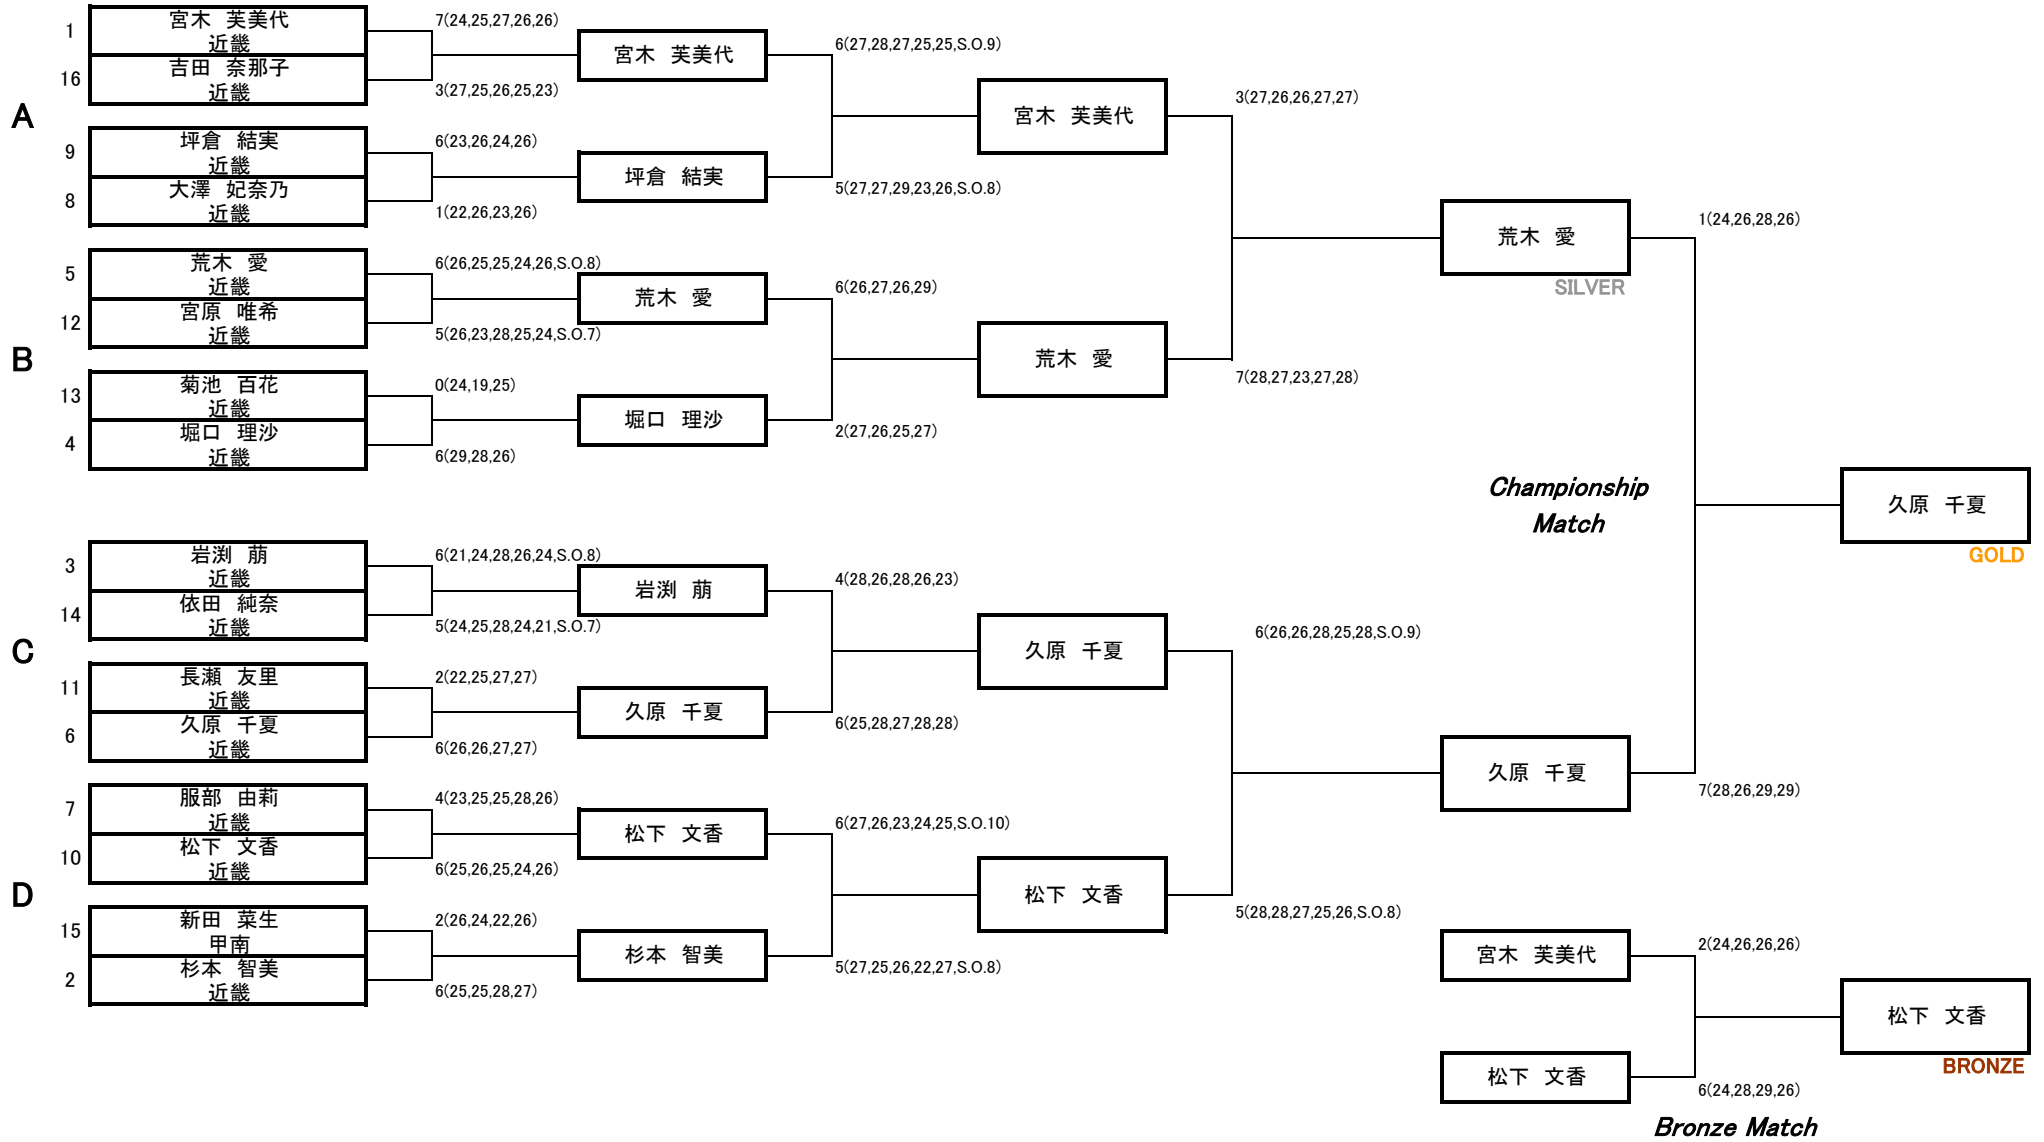 1
宮木　芙美代
近畿
7(24,25,27,26,26)
16
吉田　奈那子
近畿
3(27,25,26,25,23)
A
9
坪倉　結実
近畿
6(23,26,24,26)
8
大澤　妃奈乃
近畿
1(22,26,23,26)
5
荒木　愛
近畿
6(26,25,25,24,26,S.O.8)
12
宮原　唯希
近畿
5(26,23,28,25,24,S.O.7)
B
13
菊池　百花
近畿
0(24,19,25)
4
堀口　理沙
近畿
6(29,28,26)
3
岩渕　萠
近畿
6(21,24,28,26,24,S.O.8)
14
依田　純奈
近畿
5(24,25,28,24,21,S.O.7)
C
11
長瀬　友里
近畿
2(22,25,27,27)
6
久原　千夏
近畿
6(26,26,27,27)
7
服部　由莉
近畿
4(23,25,25,28,26)
10
松下　文香
近畿
6(25,26,25,24,26)
D
15
新田　菜生
甲南
2(26,24,22,26)
2
杉本　智美
近畿
6(25,25,28,27)
宮木　芙美代
6(27,28,27,25,25,S.O.9)
坪倉　結実
5(27,27,29,23,26,S.O.8)
荒木　愛
6(26,27,26,29)
堀口　理沙
2(27,26,25,27)
岩渕　萠
4(28,26,28,26,23)
久原　千夏
6(25,28,27,28,28)
松下　文香
6(27,26,23,24,25,S.O.10)
杉本　智美
5(27,25,26,22,27,S.O.8)
宮木　芙美代
3(27,26,26,27,27)
荒木　愛
7(28,27,23,27,28)
久原　千夏
6(26,26,28,25,28,S.O.9)
松下　文香
5(28,28,27,25,26,S.O.8)
荒木　愛
SILVER
1(24,26,28,26)
Championship
Match
久原　千夏
7(28,26,29,29)
久原　千夏
GOLD
宮木　芙美代
2(24,26,26,26)
松下　文香
6(24,28,29,26)
松下　文香
BRONZE
Bronze Match